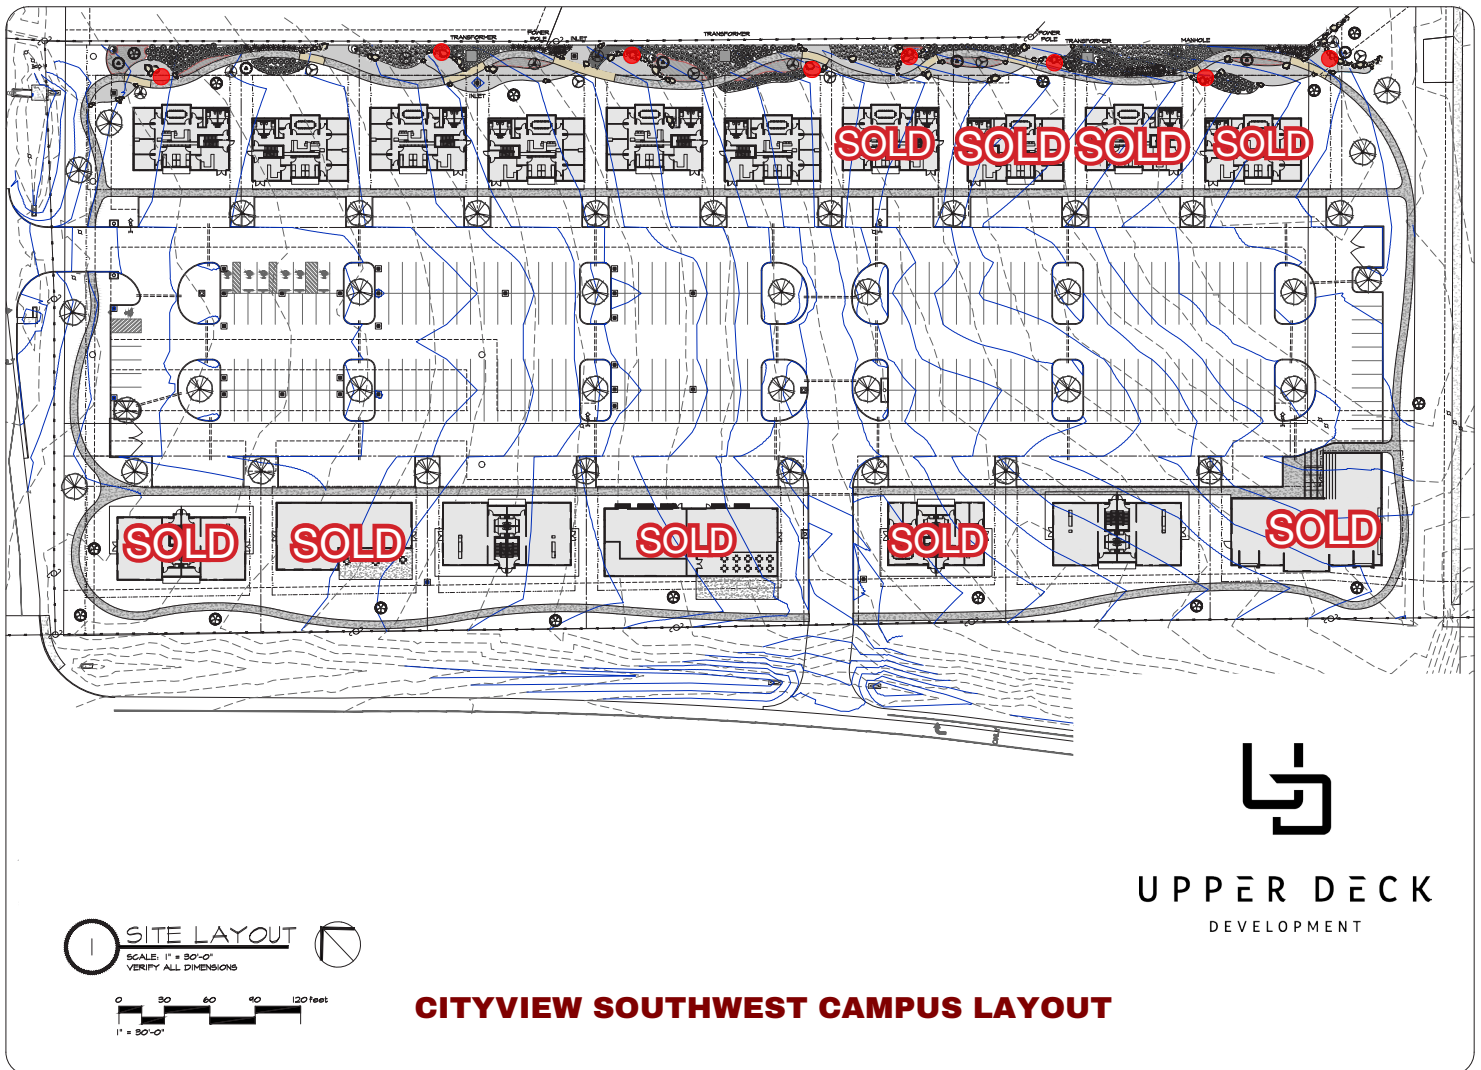 TRANSFORMER
POWER
POLE
INLET
TRANSFORMER
POWER
POLE
TRANSFORMER
MANHOLE
INLET
SOLD
SOLD
SOLD
SOLD
SOLD
SOLD
SOLD
SOLD
SOLD
ONLY
UPPER DECK
DEVELOPMENT
1
SITE LAYOUT
SCALE: 1" = 30'-0"
VERIFY ALL DIMENSIONS
0 30 60 90 120 feet
1" = 30'-0"
CITYVIEW SOUTHWEST CAMPUS LAYOUT